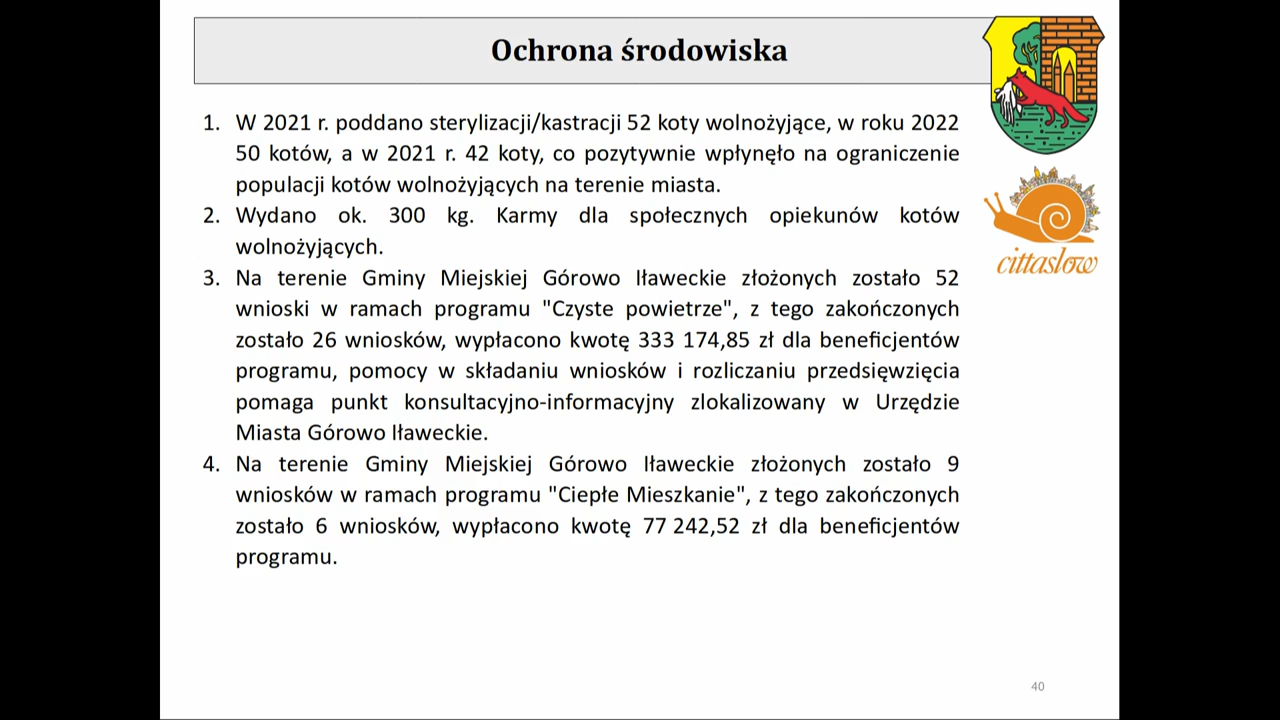 Ochrona środowiska
1. W 2021 r. poddano sterylizacji/kastracji 52 koty wolnożyjące, w roku 2022
50 kotów, a w 2021 r. 42 koty, co pozytywnie wpłynęło na ograniczenie
populacji kotów wolnożyjących na terenie miasta.
2. Wydano ok. 300 kg. Karmy dla społecznych opiekunów kotów
wolnożyjących.
3. Na terenie Gminy Miejskiej Górowo Iławeckie złożonych zostało 52
wnioski w ramach programu "Czyste powietrze", z tego zakończonych
zostało 26 wniosków, wypłacono kwotę 333 174,85 zł dla beneficjentów
programu, pomocy w składaniu wniosków i rozliczaniu przedsięwzięcia
pomaga punkt konsultacyjno-informacyjny zlokalizowany w Urzędzie
Miasta Górowo Iławeckie.
4. Na terenie Gminy Miejskiej Górowo Iławeckie złożonych zostało 9
wniosków w ramach programu "Ciepłe Mieszkanie", z tego zakończonych
zostało 6 wniosków, wypłacono kwotę 77 242,52 zł dla beneficjentów
programu.
cittaslow
40